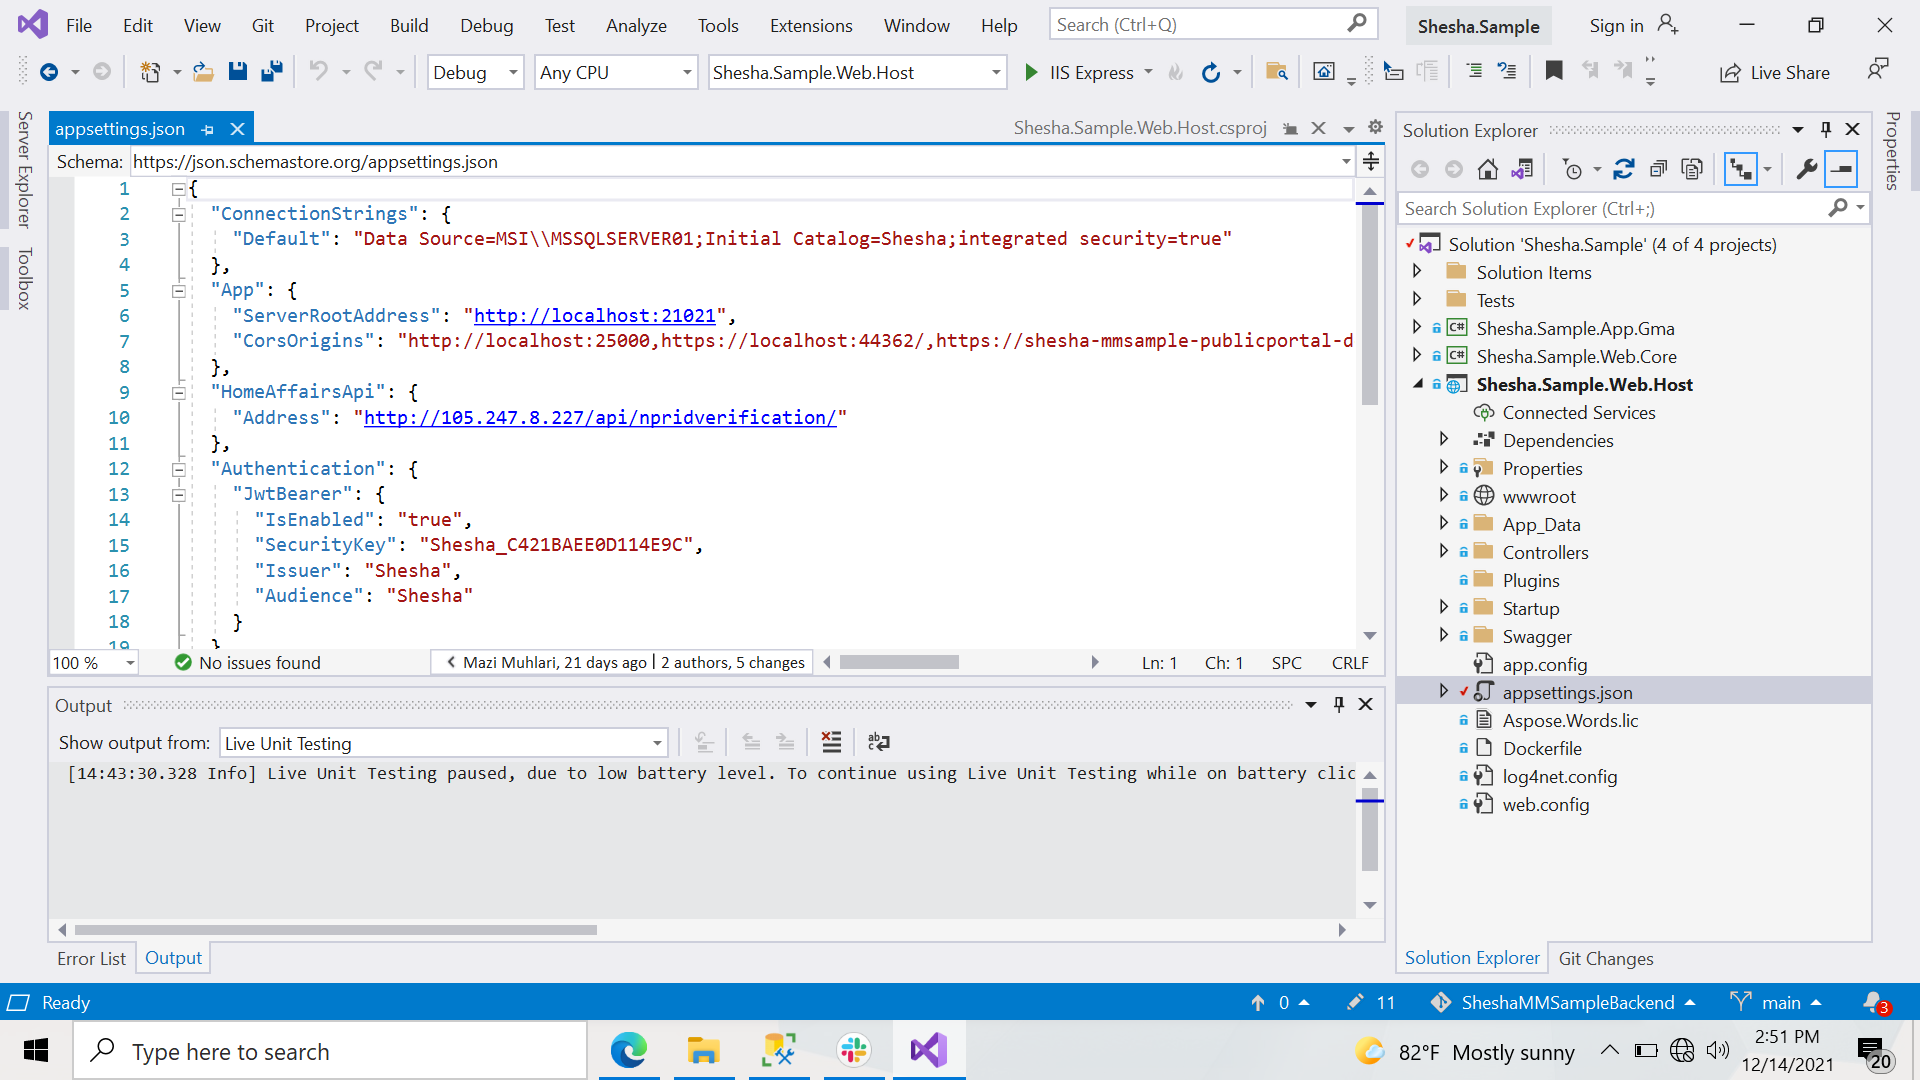 File Edit View Git Project Build Debug Test Analyze Tools Extensions Window Help Search (Ctrl+Q) Shesha.Sample Sign in
Debug Any CPU Shesha.Sample.Web.Host IIS Express Live Share
Server Explorer
Toolbox
appsettings.json Shesha.Sample.Web.Host.csproj
Schema: https://json.schemastore.org/appsettings.json
1 {
2 "ConnectionStrings": {
3 "Default": "Data Source=MSI\\MSSQLSERVER01;Initial Catalog=Shesha;integrated security=true"
4 },
5 "App": {
6 "ServerRootAddress": "http://localhost:21021",
7 "CorsOrigins": "http://localhost:25000,https://localhost:44362/,https://shesha-mmsample-publicportal-d
8 },
9 "HomeAffairsApi": {
10 "Address": "http://105.247.8.227/api/npridverification/"
11 },
12 "Authentication": {
13 "JwtBearer": {
14 "IsEnabled": "true",
15 "SecurityKey": "Shesha_C421BAEE0D114E9C",
16 "Issuer": "Shesha",
17 "Audience": "Shesha"
18 }
19 }
100 % No issues found Mazi Muhlari, 21 days ago | 2 authors, 5 changes Ln: 1 Ch: 1 SPC CRLF
Output
Show output from: Live Unit Testing
[14:43:30.328 Info] Live Unit Testing paused, due to low battery level. To continue using Live Unit Testing while on battery clic
Error List Output
Solution Explorer
Search Solution Explorer (Ctrl+;)
Solution 'Shesha.Sample' (4 of 4 projects)
Solution Items
Tests
C# Shesha.Sample.App.Gma
C# Shesha.Sample.Web.Core
Shesha.Sample.Web.Host
Connected Services
Dependencies
Properties
wwwroot
App_Data
Controllers
Plugins
Startup
Swagger
app.config
appsettings.json
Aspose.Words.lic
Dockerfile
log4net.config
web.config
Solution Explorer Git Changes
Properties
Ready 0 11 SheshaMMSampleBackend main 3
Type here to search 82°F Mostly sunny 2:51 PM
12/14/2021 20